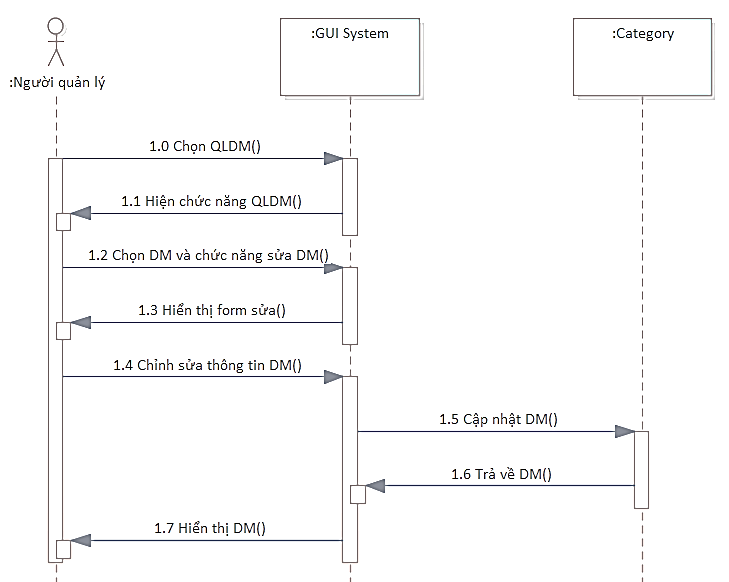 :GUI System
:Category
:Người quản lý
1.0 Chọn QLDM()
1.1 Hiện chức năng QLDM()
1.2 Chọn DM và chức năng sửa DM()
1.3 Hiển thị form sửa()
1.4 Chỉnh sửa thông tin DM()
1.5 Cập nhật DM()
1.6 Trả về DM()
1.7 Hiển thị DM()